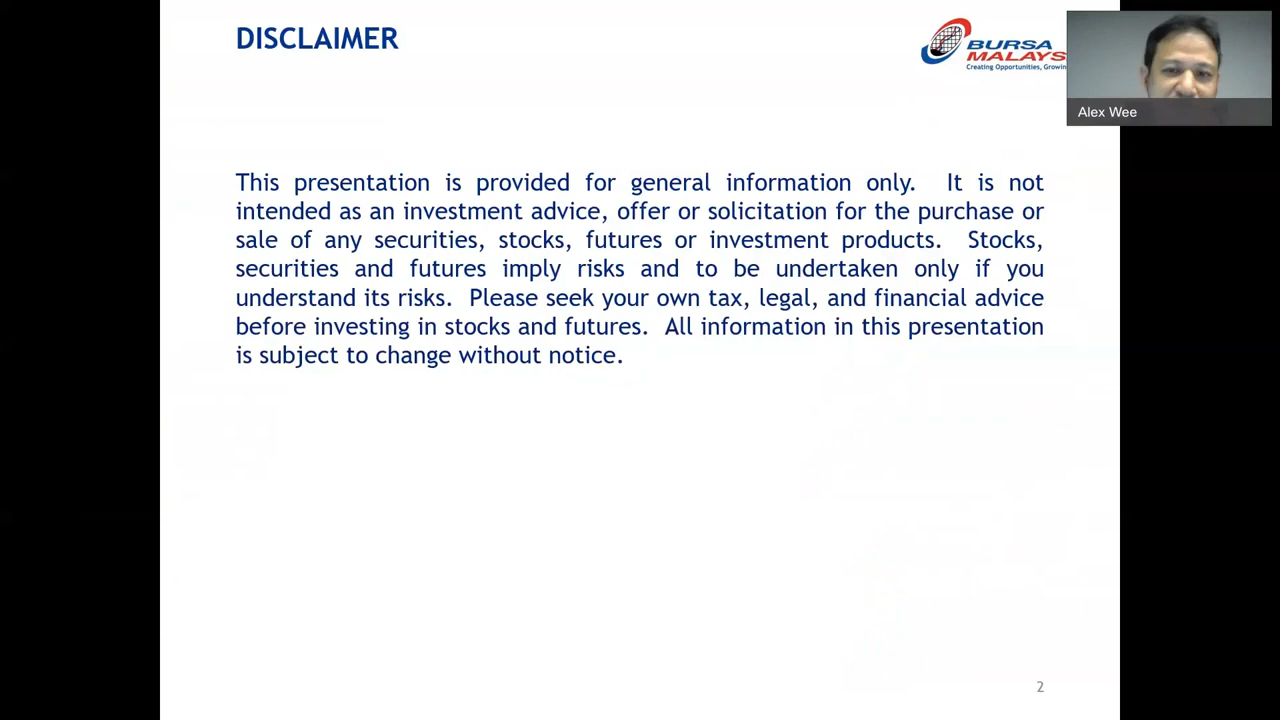 DISCLAIMER
BURSA
MALAYS
Creating Opportunities, Growin
Alex Wee
This presentation is provided for general information only. It is not
intended as an investment advice, offer or solicitation for the purchase or
sale of any securities, stocks, futures or investment products. Stocks,
securities and futures imply risks and to be undertaken only if you
understand its risks. Please seek your own tax, legal, and financial advice
before investing in stocks and futures. All information in this presentation
is subject to change without notice.
2